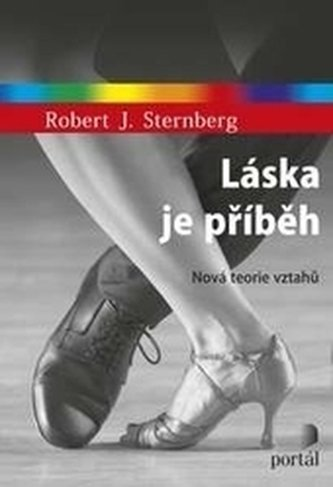 Robert J. Sternberg
Láska
je příběh
Nová teorie vztahů
portál